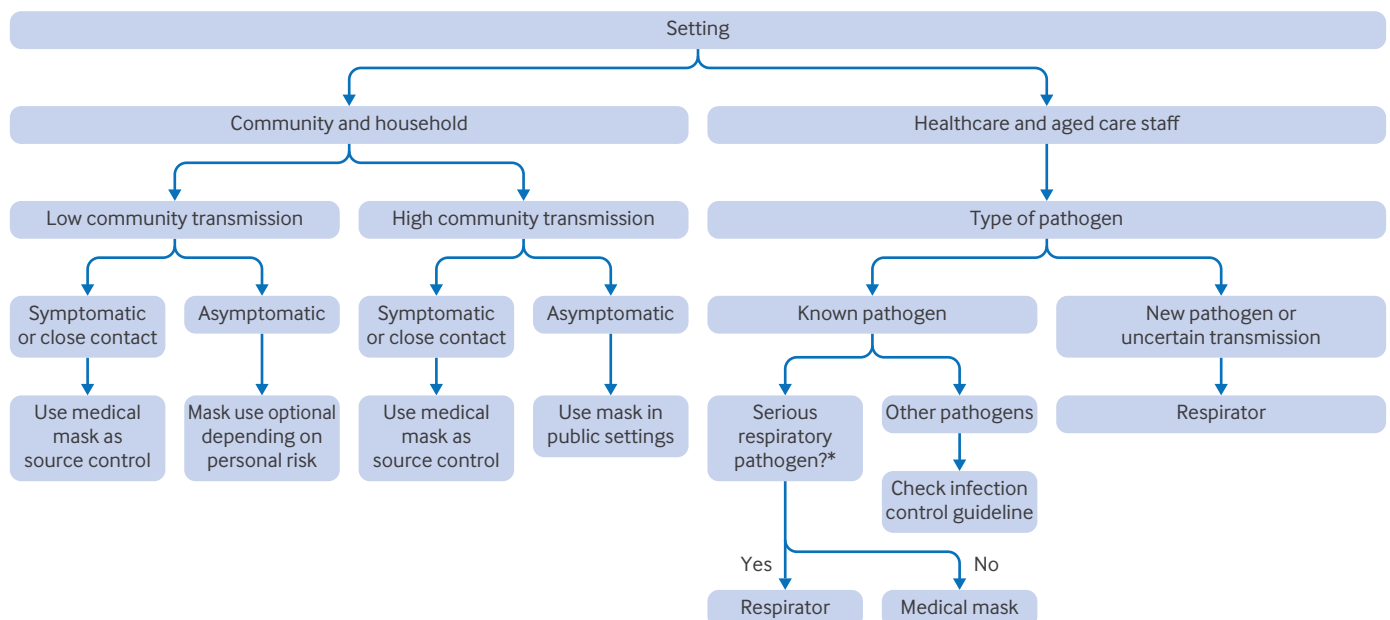 Setting
Community and household
Healthcare and aged care staff
Low community transmission
High community transmission
Type of pathogen
Symptomatic
or close contact
Asymptomatic
Symptomatic
or close contact
Asymptomatic
Known pathogen
New pathogen or
uncertain transmission
Use medical
mask as
source control
Mask use optional
depending on
personal risk
Use medical
mask as
source control
Use mask in
public settings
Serious
respiratory
pathogen?*
Other pathogens
Respirator
Check infection
control guideline
Yes
No
Respirator
Medical mask